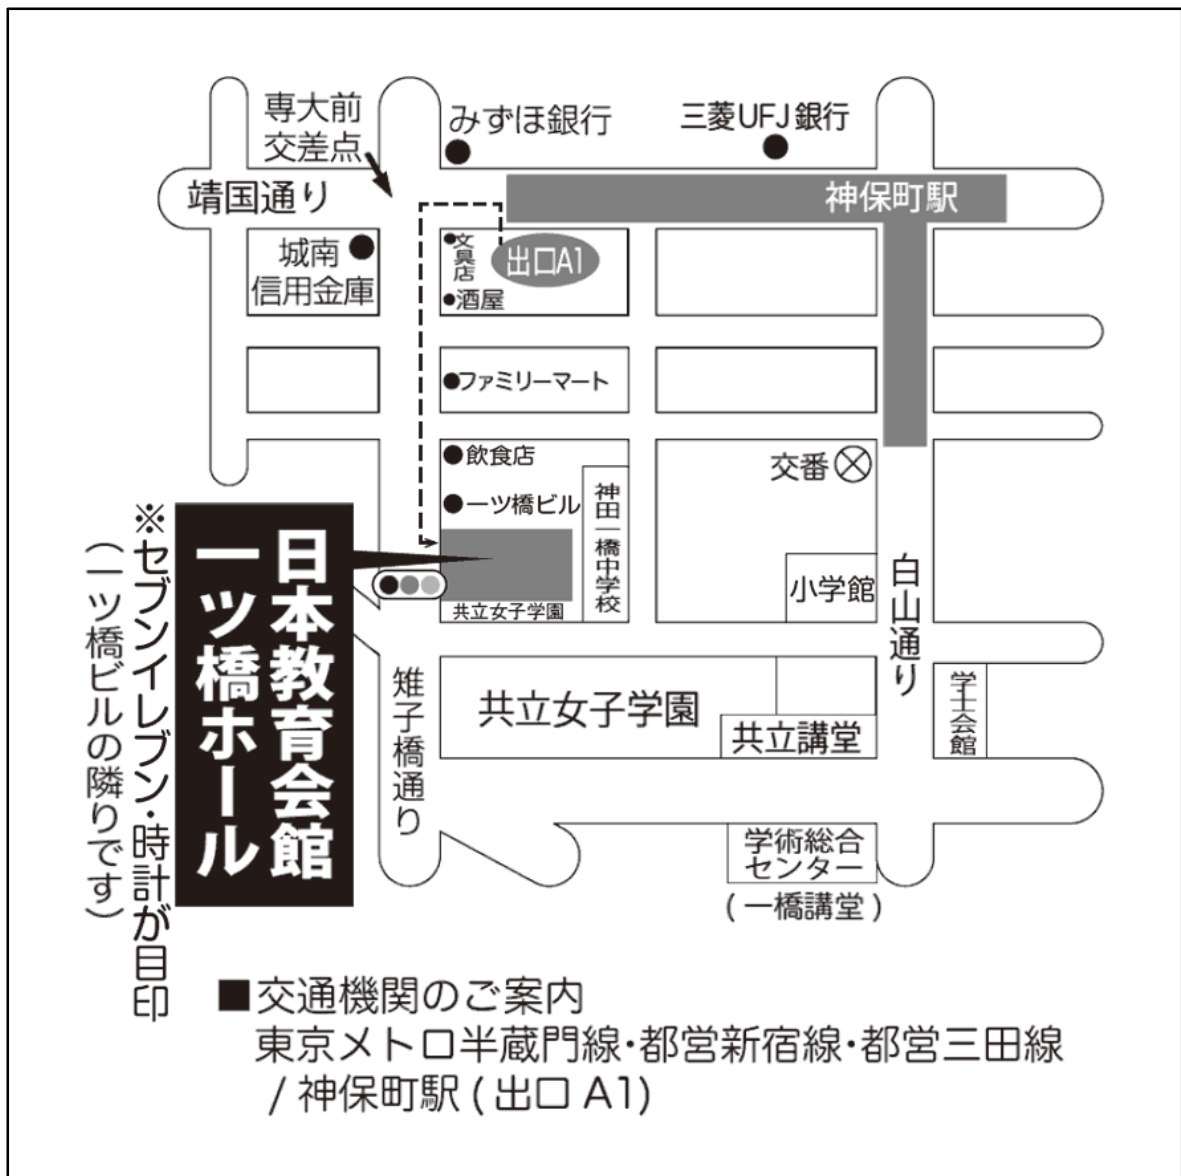 専大前
交差点
みずほ銀行
三菱UFJ銀行
靖国通り
神保町駅
城南
信用金庫
文具店
出口A1
酒屋
ファミリーマート
飲食店
一ツ橋ビル
神田一橋中学校
交番
小学館
白山通り
共立女子学園
日本教育会館
一ツ橋ホール
※セブンイレブン・時計が目印
(一ツ橋ビルの隣りです)
雉子橋通り
共立女子学園
共立講堂
学士会館
学術総合
センター
(一橋講堂)
■交通機関のご案内
東京メトロ半蔵門線・都営新宿線・都営三田線
/ 神保町駅(出口 A1)